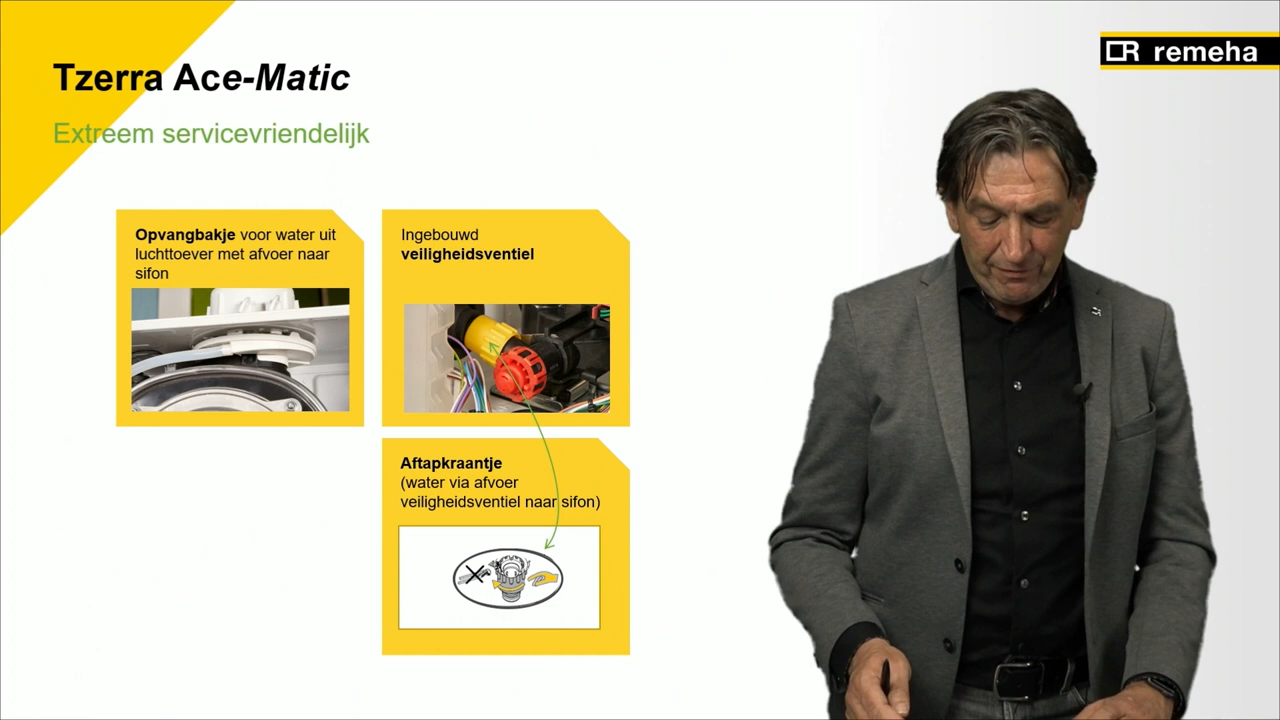 Tzerra Ace-Matic
Extreem servicevriendelijk
remeha
Opvangbakje voor water uit
luchttoever met afvoer naar
sifon
Ingebouwd
veiligheidsventiel
Aftapkraantje
(water via afvoer
veiligheidsventiel naar sifon)